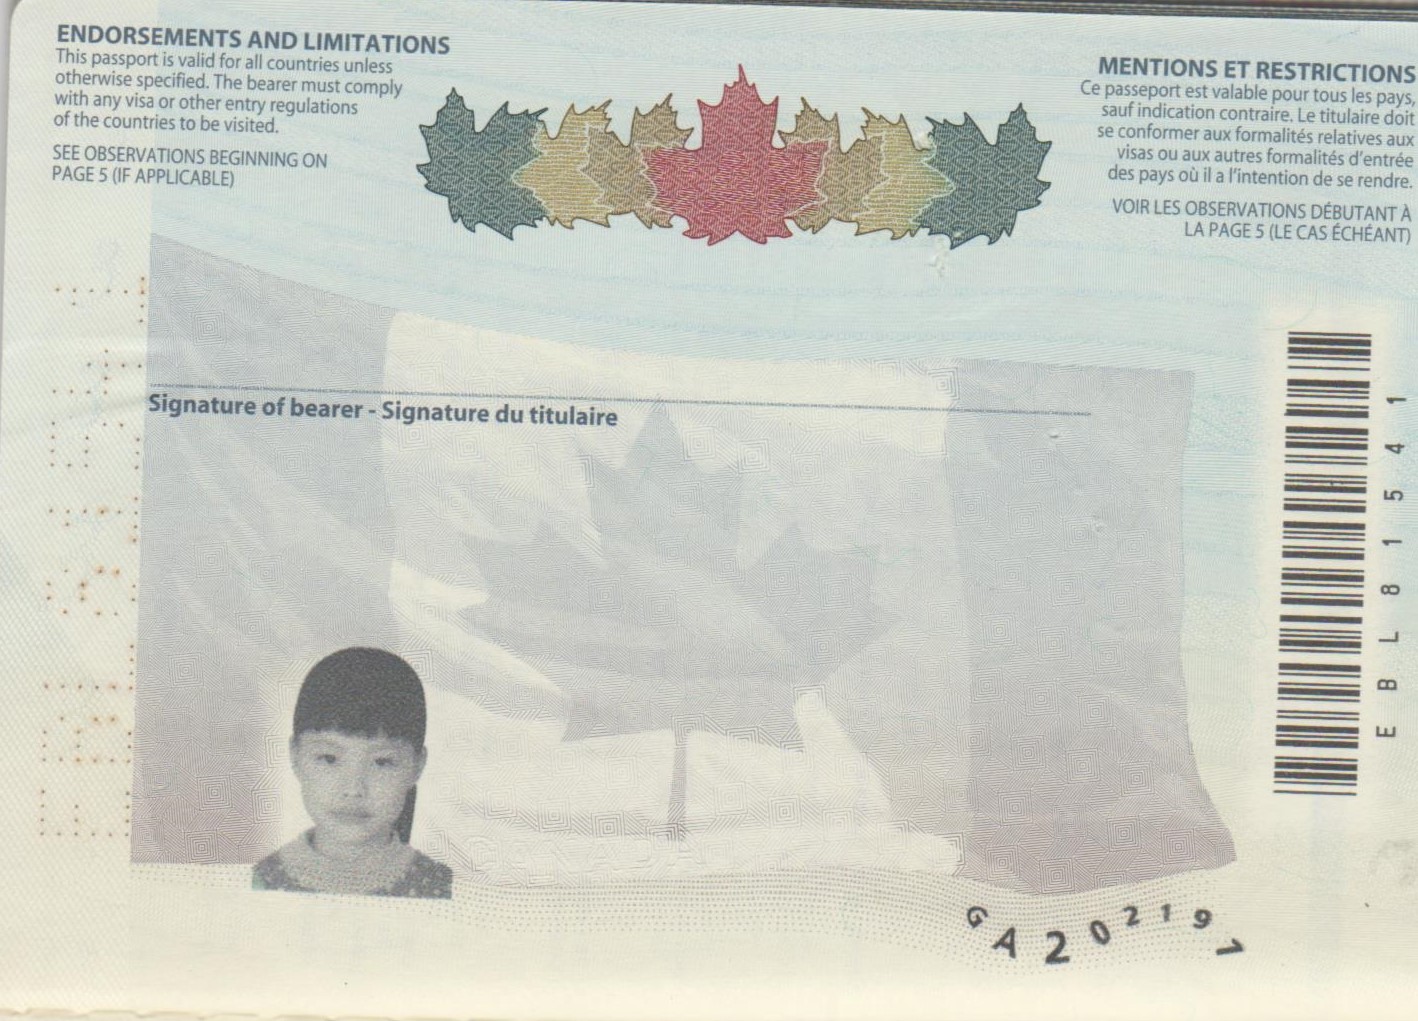 ENDORSEMENTS AND LIMITATIONS
This passport is valid for all countries unless
otherwise specified. The bearer must comply
with any visa or other entry regulations
of the countries to be visited.
SEE OBSERVATIONS BEGINNING ON
PAGE 5 (IF APPLICABLE)
MENTIONS ET RESTRICTIONS
Ce passeport est valable pour tous les pays,
sauf indication contraire. Le titulaire doit
se conformer aux formalités relatives aux
visas ou aux autres formalités d'entrée
des pays où il a l'intention de se rendre.
VOIR LES OBSERVATIONS DÉBUTANT À
LA PAGE 5 (LE CAS ÉCHÉANT)
Signature of bearer - Signature du titulaire
EBL81541
CANADA
GA202197